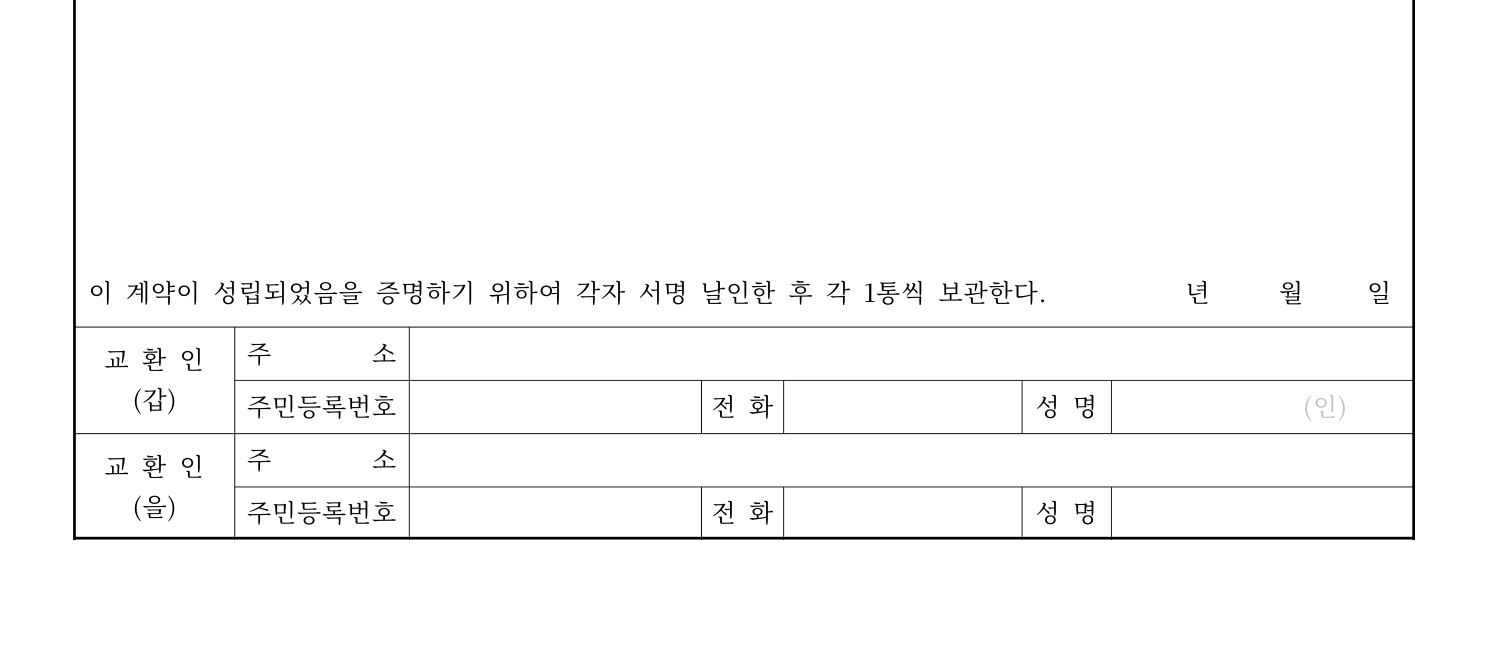 이 계약이 성립되었음을 증명하기 위하여 각자 서명 날인한 후 각 1통씩 보관한다. 년 월 일
교 환 인
(갑)
주 소
주민등록번호 전 화 성 명 (인)
교 환 인
(을)
주 소
주민등록번호 전 화 성 명